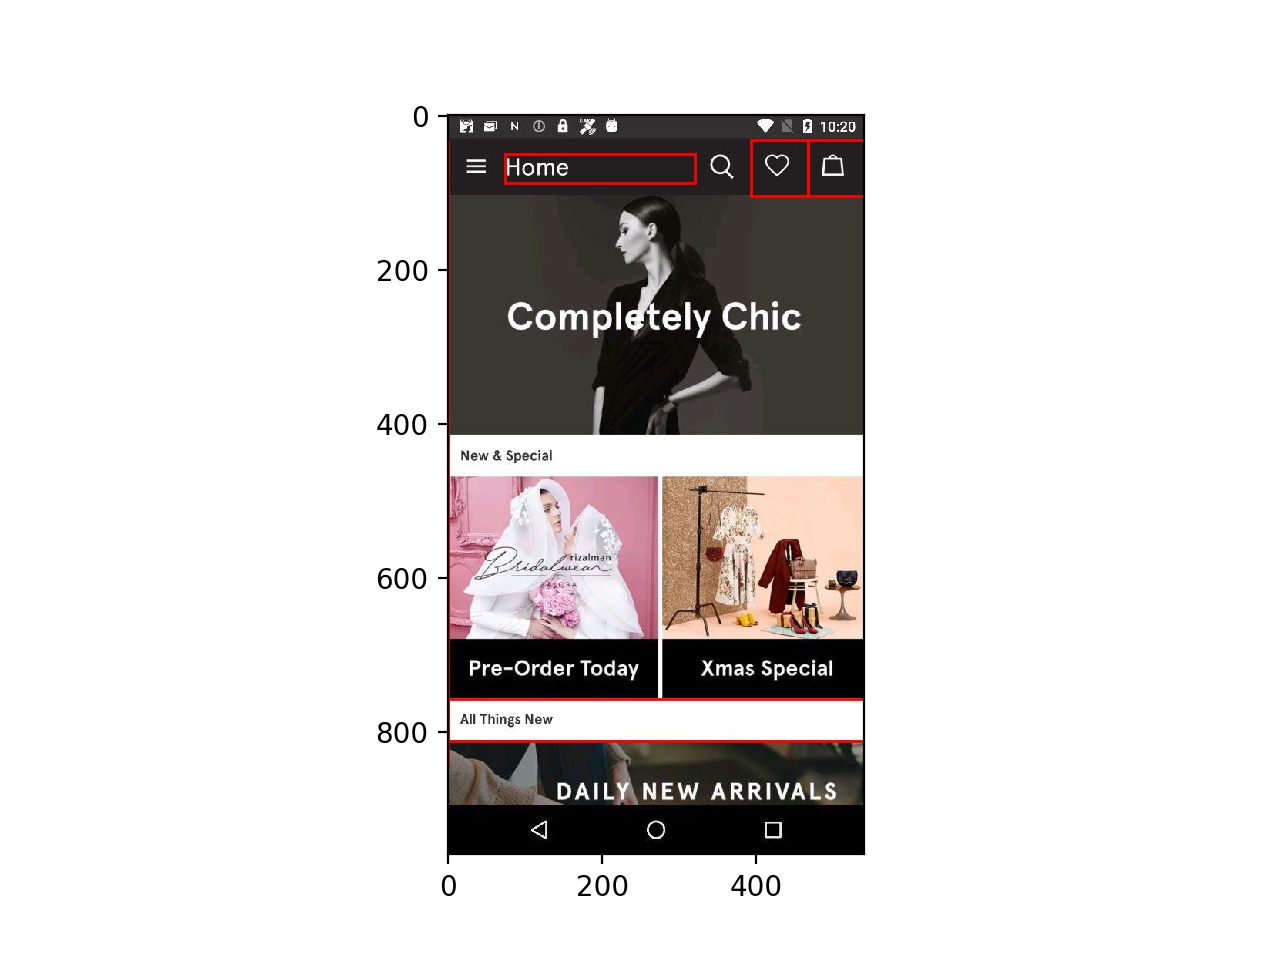 0
200
400
600
800
10:20
Home
Completely Chic
New & Special
rizalman
Bridalwear
ZALORA
Pre-Order Today
Xmas Special
All Things New
DAILY NEW ARRIVALS
0
200
400